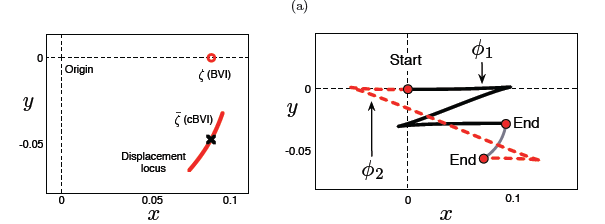 (a)
0
Origin
ζ (BVI)
y
ζ̄ (cBVI)
-0.05
Displacement
locus
0
0.05
0.1
x
Start
ϕ₁
0
y
End
-0.05
End
ϕ₂
0
0.1
x